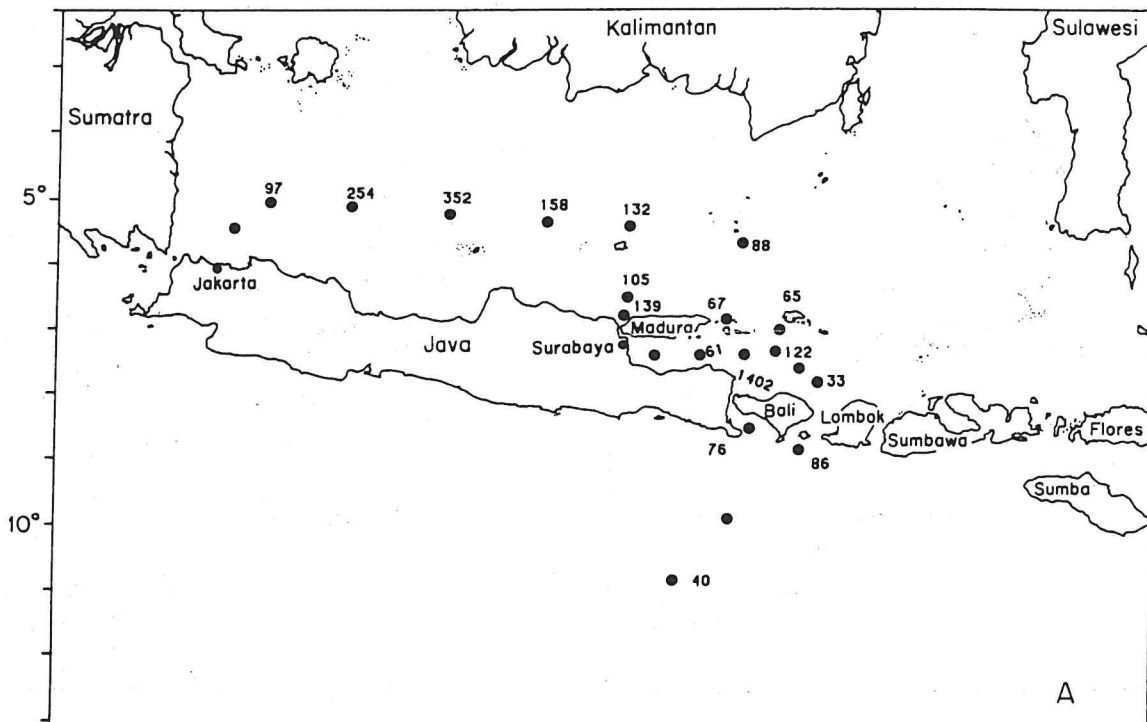 Kalimantan
Sulawesi
Sumatra
5°
97
254
352
158
132
88
Jakarta
105
139
67
65
Madura
Java
Surabaya
61
122
1402
33
Bali
Lombok
Sumbawa
Flores
76
86
Sumba
10°
40
A